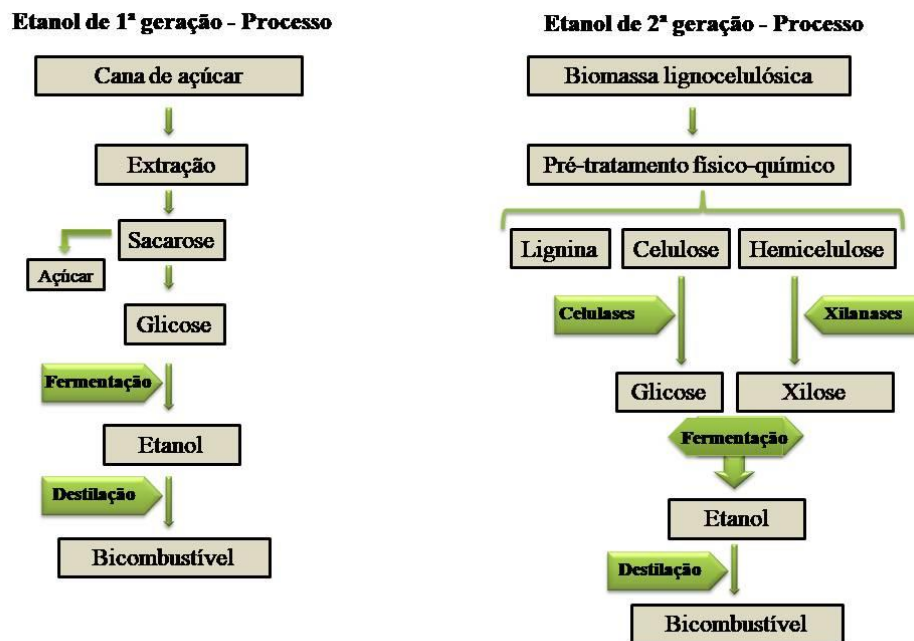 Etanol de 1ª geração - Processo
Cana de açúcar
Extração
Sacarose
Açúcar
Glicose
Fermentação
Etanol
Destilação
Bicombustível
Etanol de 2ª geração - Processo
Biomassa lignocelulósica
Pré-tratamento físico-químico
Lignina
Celulose
Hemicelulose
Celulases
Xilanases
Glicose
Xilose
Fermentação
Etanol
Destilação
Bicombustível